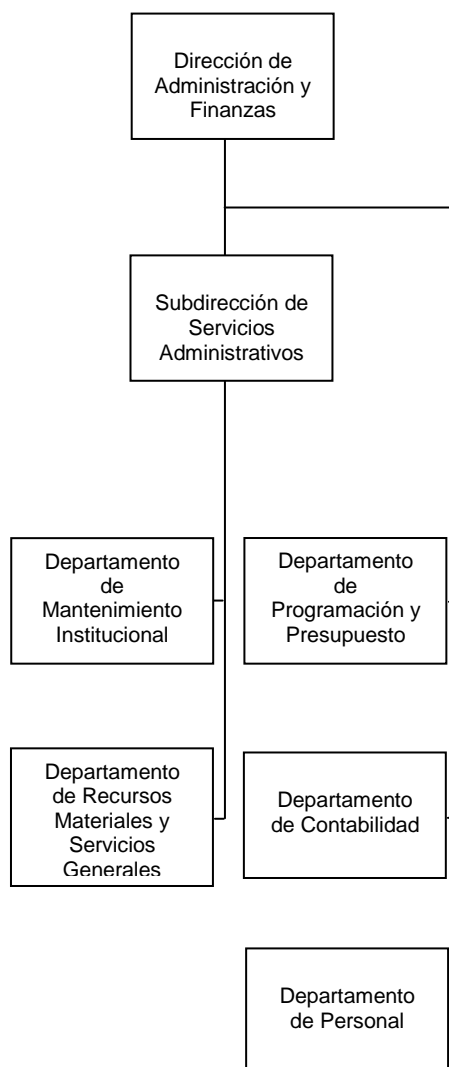 Dirección de
Administración y
Finanzas
Subdirección de
Servicios
Administrativos
Departamento
de
Mantenimiento
Institucional
Departamento
de
Programación y
Presupuesto
Departamento
de Recursos
Materiales y
Servicios
Generales
Departamento
de Contabilidad
Departamento
de Personal